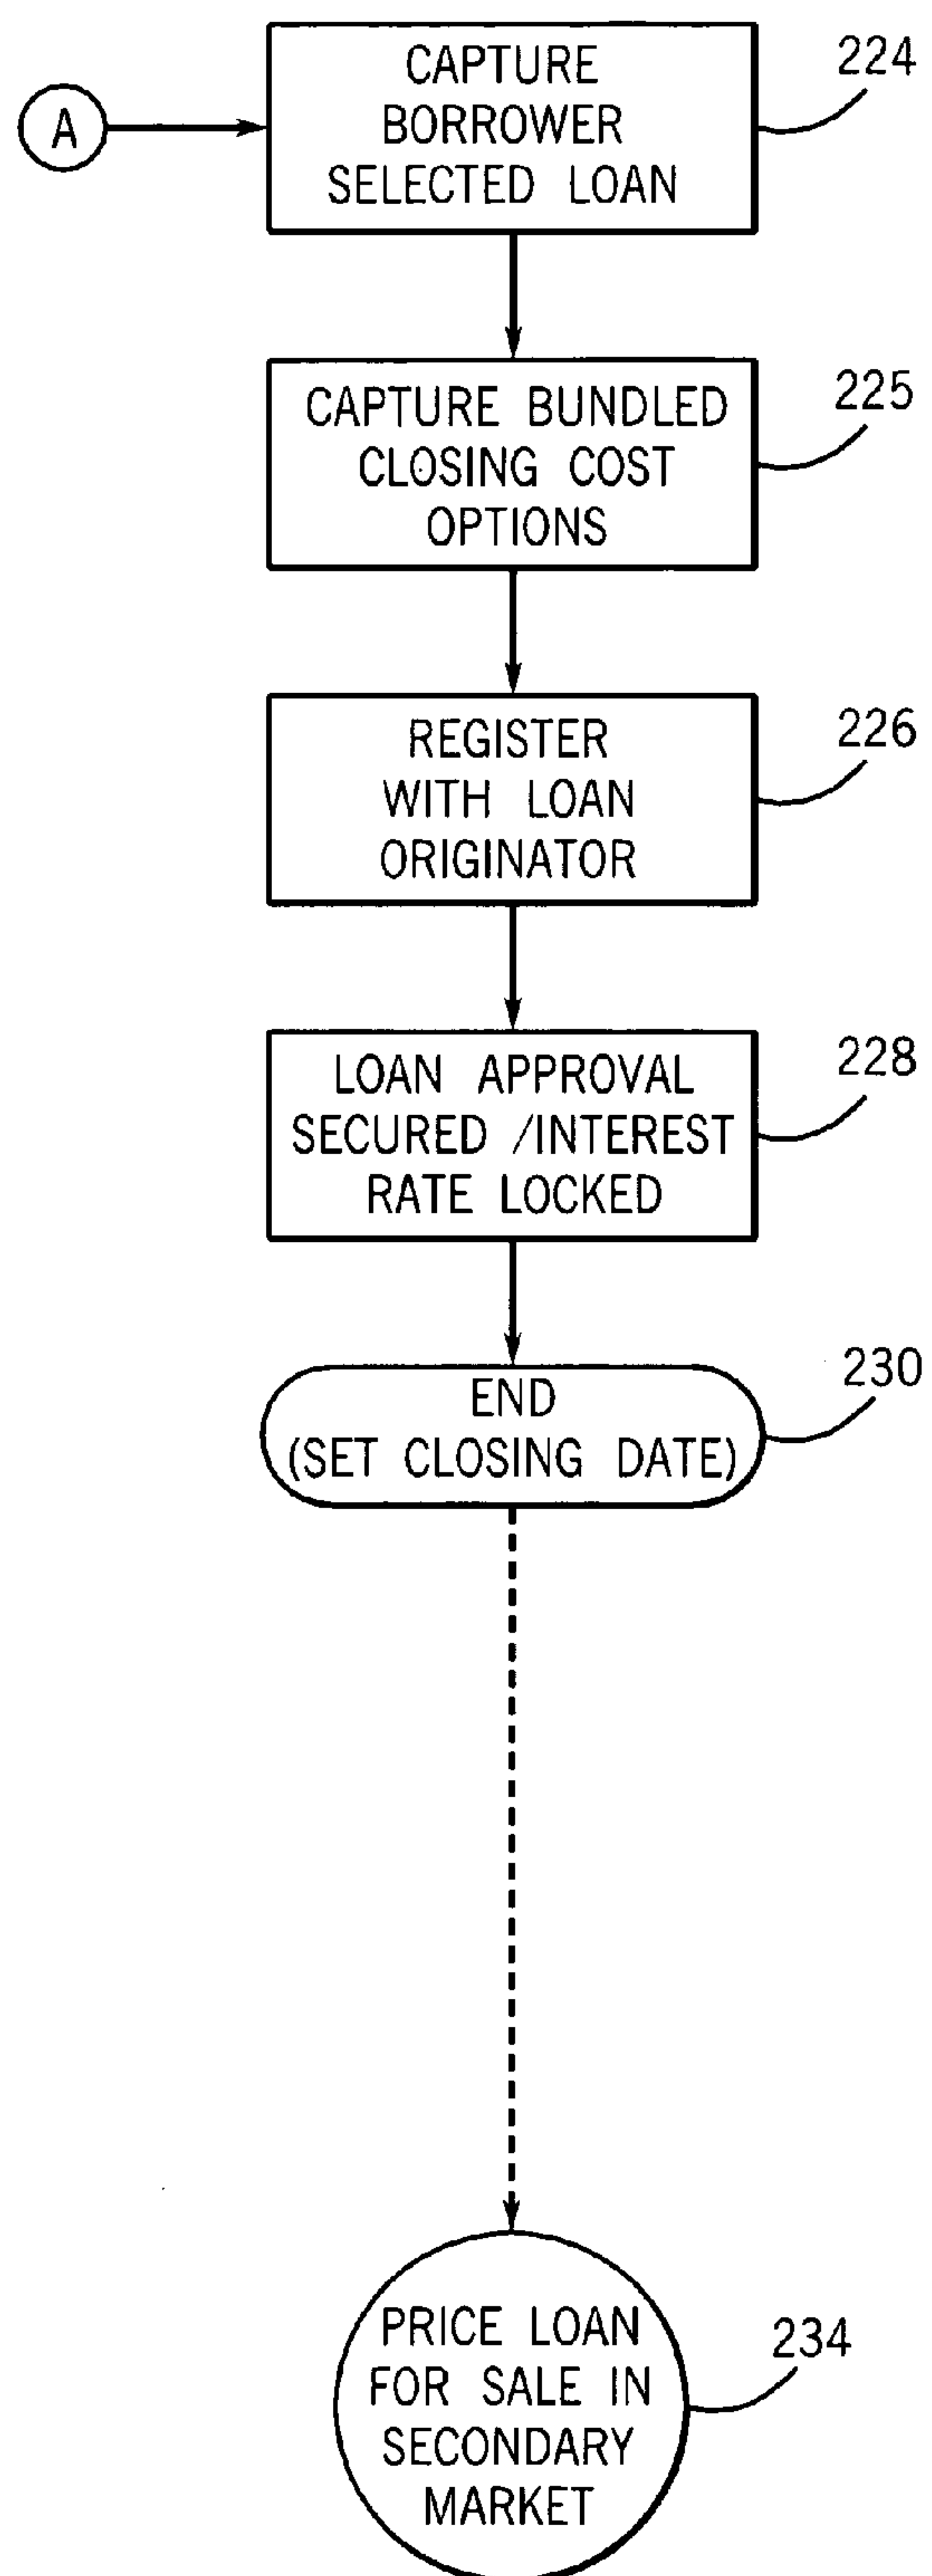 A
CAPTURE
BORROWER
SELECTED LOAN
224
CAPTURE BUNDLED
CLOSING COST
OPTIONS
225
REGISTER
WITH LOAN
ORIGINATOR
226
LOAN APPROVAL
SECURED /INTEREST
RATE LOCKED
228
END
(SET CLOSING DATE)
230
PRICE LOAN
FOR SALE IN
SECONDARY
MARKET
234